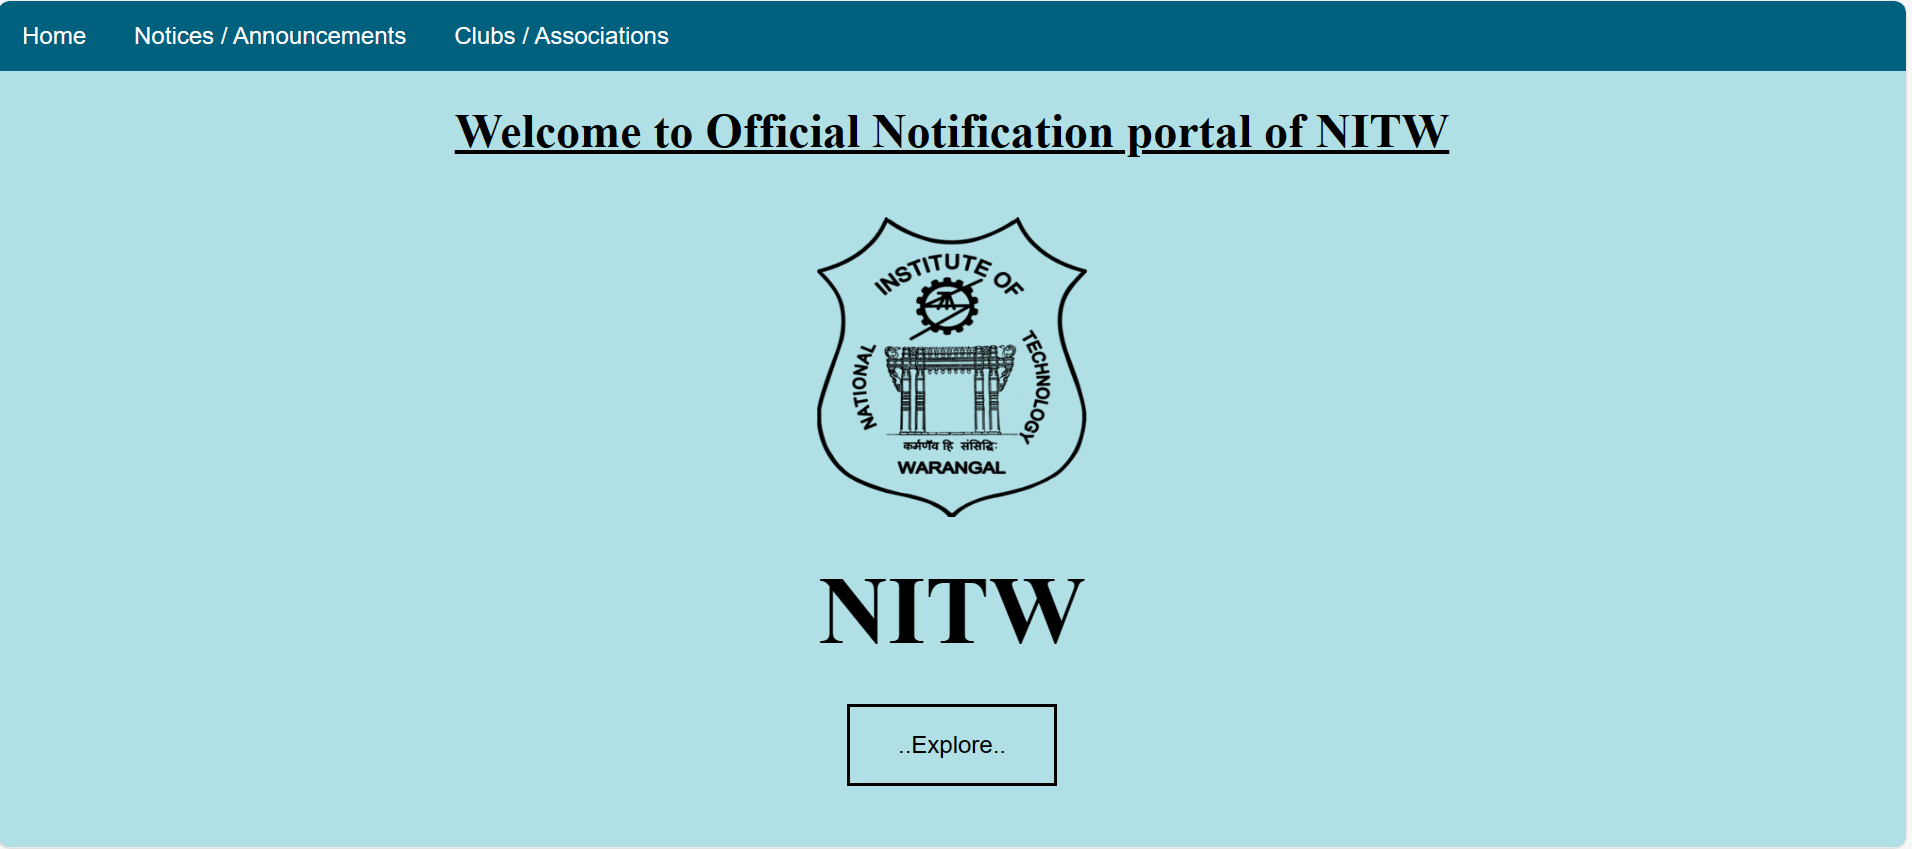 Home Notices / Announcements Clubs / Associations
Welcome to Official Notification portal of NITW
INSTITUTE OF
NATIONAL
TECHNOLOGY
कर्मणॅव हि संसिद्धिः
WARANGAL
NITW
..Explore..